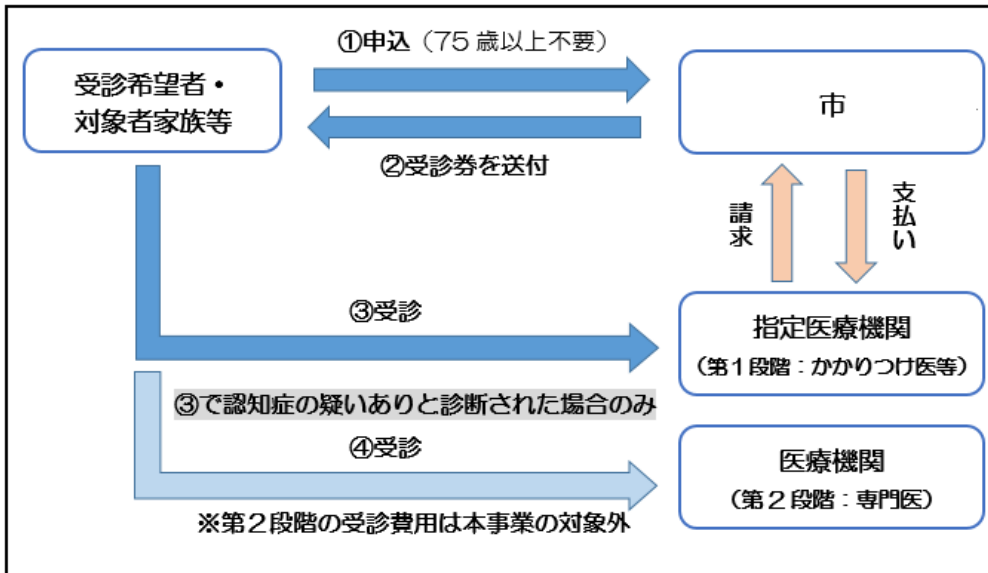 ①申込（75歳以上不要）
受診希望者・
対象者家族等
市
②受診券を送付
請求
支払い
③受診
指定医療機関
（第１段階：かかりつけ医等）
③で認知症の疑いありと診断された場合のみ
④受診
医療機関
（第２段階：専門医）
※第２段階の受診費用は本事業の対象外